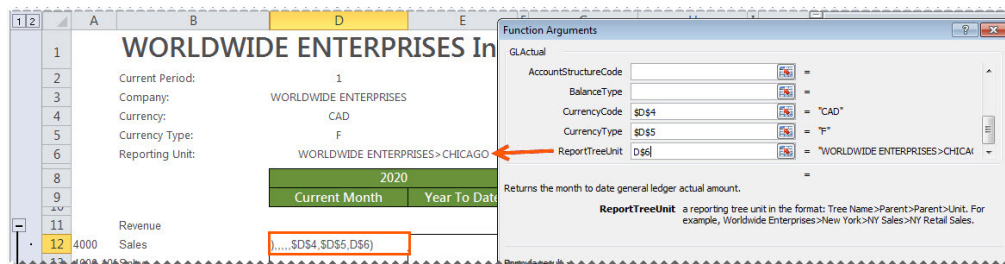 1 2
A B D E
1 WORLDWIDE ENTERPRISES In
2 Current Period: 1
3 Company: WORLDWIDE ENTERPRISES
4 Currency: CAD
5 Currency Type: F
6 Reporting Unit: WORLDWIDE ENTERPRISES>CHICAGO
8 2020
9 Current Month Year To Date
10
11 Revenue
12 4000 Sales ),,,,,$D$4,$D$5,D$6)
Function Arguments
GLActual
AccountStructureCode =
BalanceType =
CurrencyCode $D$4 = "CAD"
CurrencyType $D$5 = "F"
ReportTreeUnit D$6 = "WORLDWIDE ENTERPRISES>CHICAG
=
Returns the month to date general ledger actual amount.
ReportTreeUnit a reporting tree unit in the format: Tree Name>Parent>Parent>Unit. For
example, Worldwide Enterprises>New York>NY Sales>NY Retail Sales.